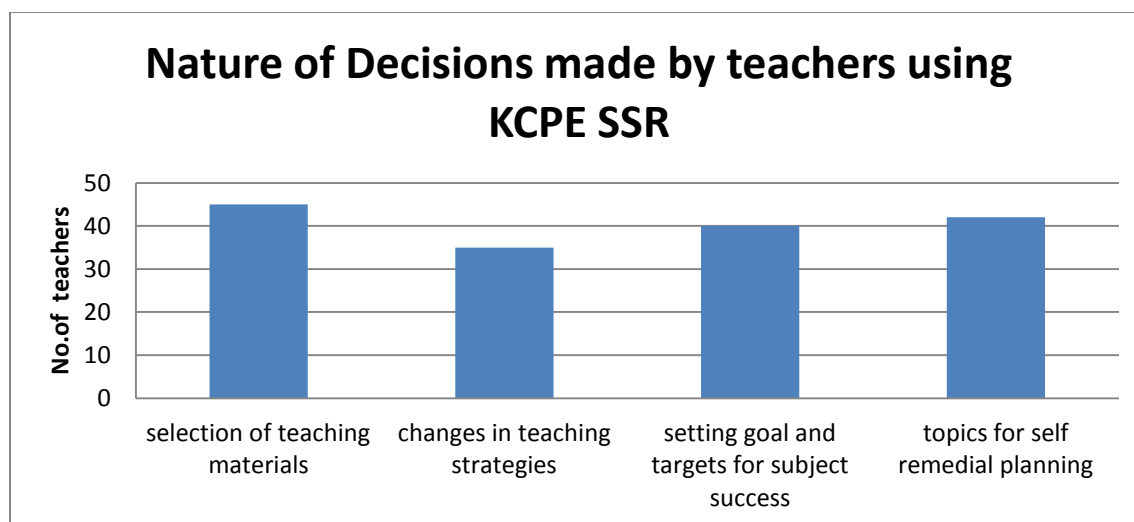 Nature of Decisions made by teachers using
KCPE SSR
No.of teachers
50
40
30
20
10
0
selection of teaching
materials
changes in teaching
strategies
setting goal and
targets for subject
success
topics for self
remedial planning